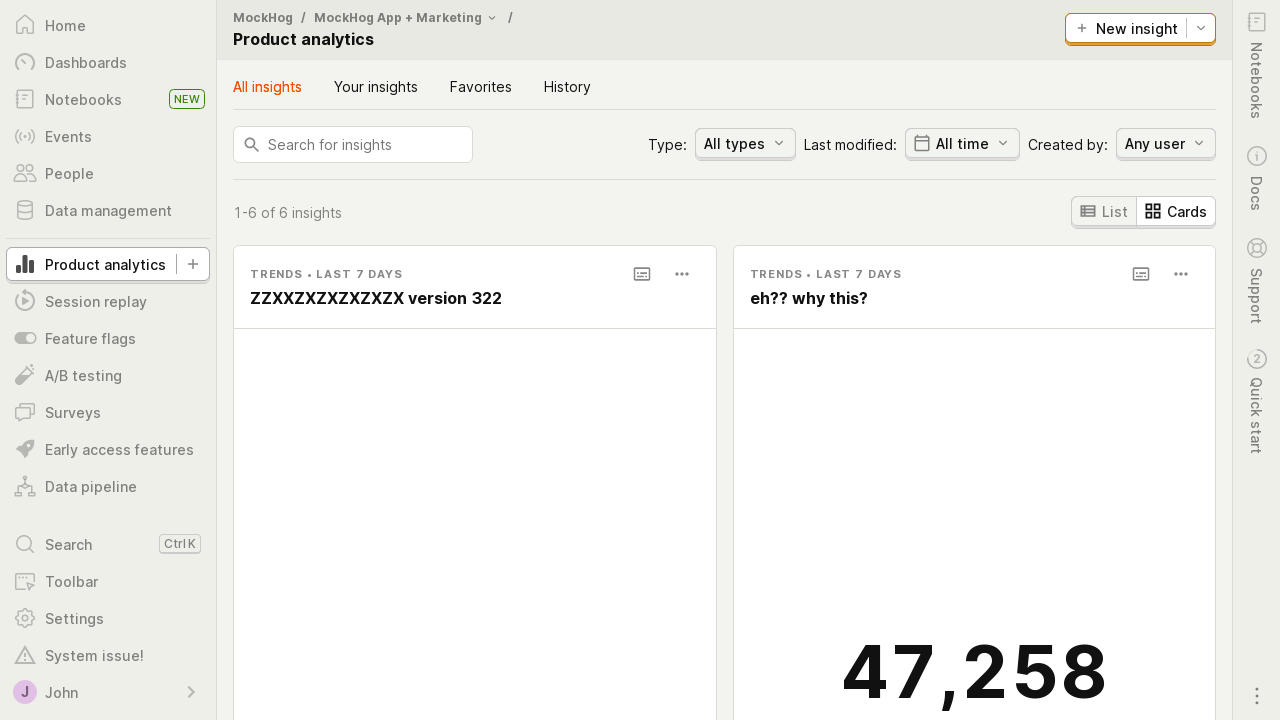 Home
Dashboards
Notebooks NEW
Events
People
Data management
Product analytics
Session replay
Feature flags
A/B testing
Surveys
Early access features
Data pipeline
Search Ctrl K
Toolbar
Settings
System issue!
J John
MockHog / MockHog App + Marketing /
Product analytics
+ New insight
All insights Your insights Favorites History
Search for insights
Type: All types Last modified: All time Created by: Any user
1-6 of 6 insights
List Cards
TRENDS • LAST 7 DAYS
ZZXXZXZXZXZXZX version 322
TRENDS • LAST 7 DAYS
eh?? why this?
47,258
Notebooks
Docs
Support
2 Quick start